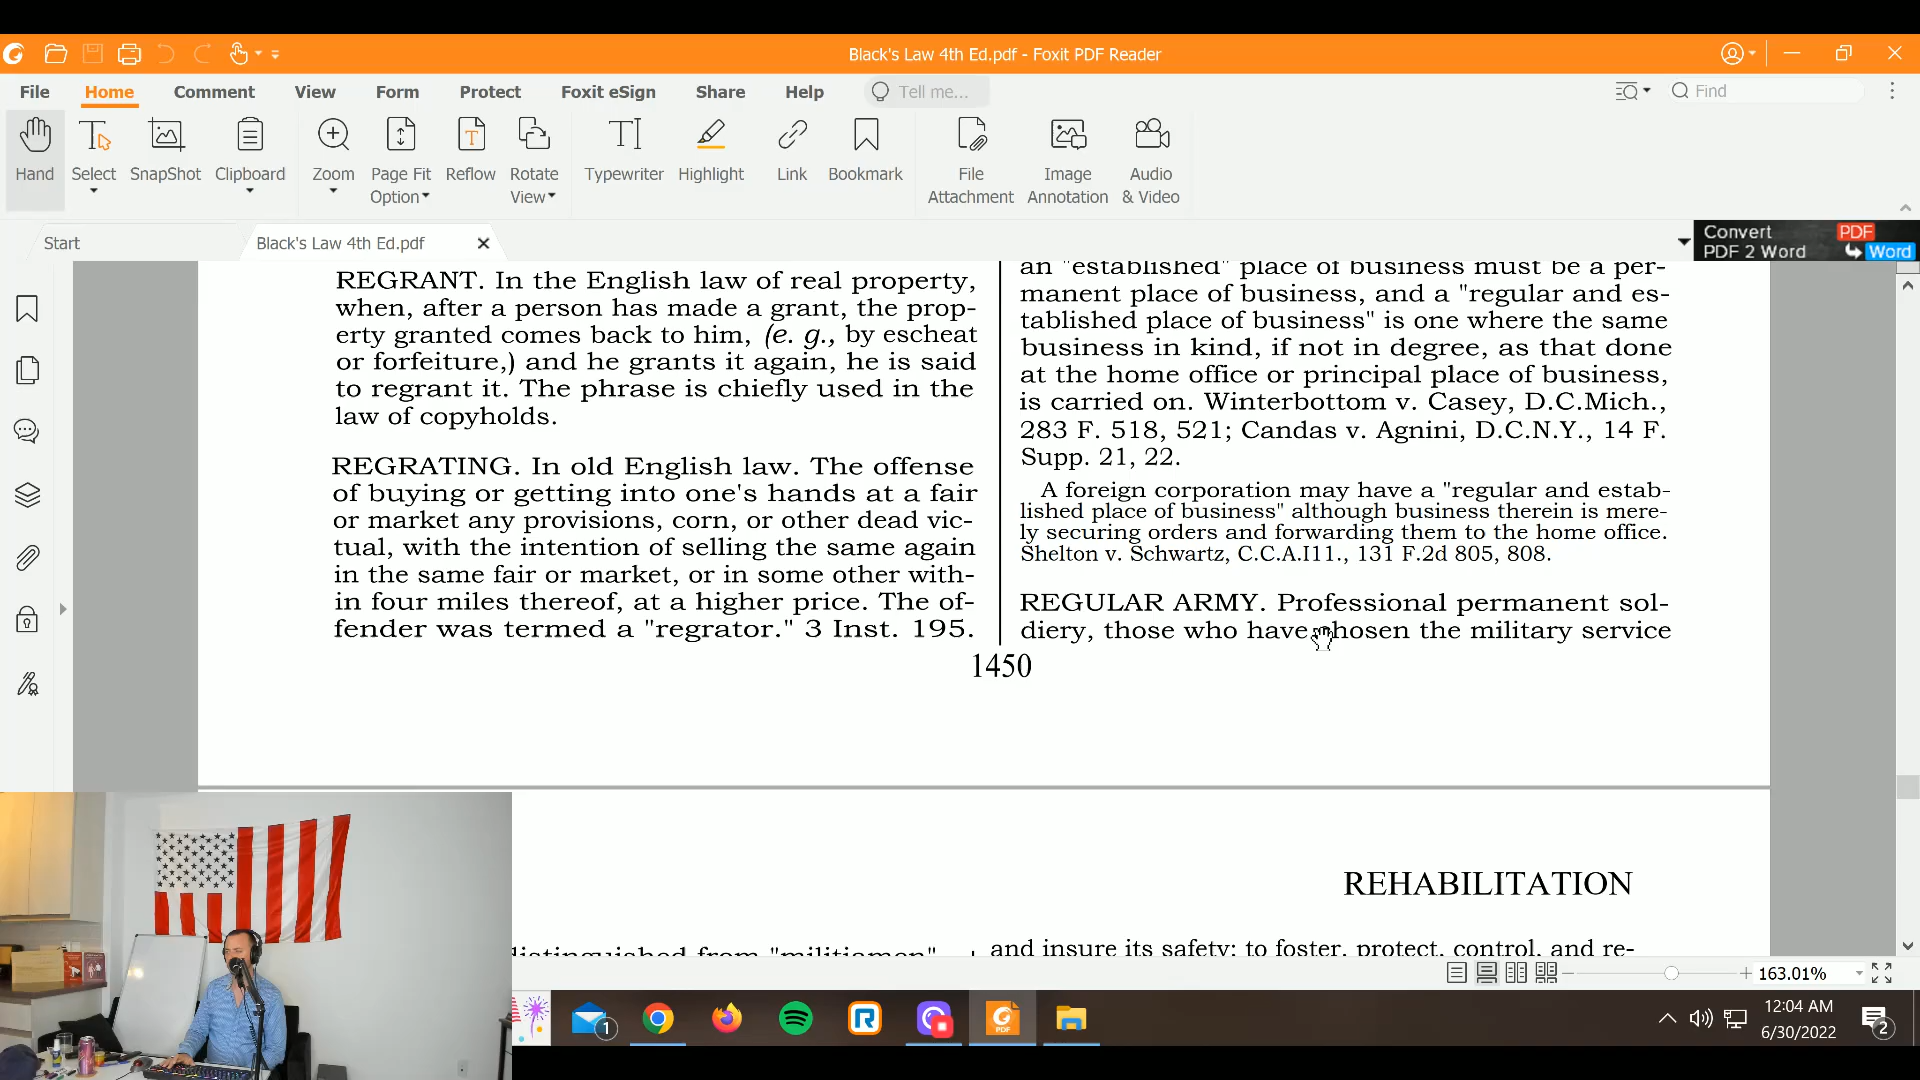 Black's Law 4th Ed.pdf - Foxit PDF Reader
File Home Comment View Form Protect Foxit eSign Share Help Tell me... Find
Hand Select SnapShot Clipboard Zoom Page Fit Option Reflow Rotate View Typewriter Highlight Link Bookmark File Attachment Image Annotation Audio & Video
Start Black's Law 4th Ed.pdf
Convert PDF
PDF 2 Word Word
REGRANT. In the English law of real property,
when, after a person has made a grant, the prop-
erty granted comes back to him, (e. g., by escheat
or forfeiture,) and he grants it again, he is said
to regrant it. The phrase is chiefly used in the
law of copyholds.
REGRATING. In old English law. The offense
of buying or getting into one's hands at a fair
or market any provisions, corn, or other dead vic-
tual, with the intention of selling the same again
in the same fair or market, or in some other with-
in four miles thereof, at a higher price. The of-
fender was termed a "regrator." 3 Inst. 195.
an "established" place of business must be a per-
manent place of business, and a "regular and es-
tablished place of business" is one where the same
business in kind, if not in degree, as that done
at the home office or principal place of business,
is carried on. Winterbottom v. Casey, D.C.Mich.,
283 F. 518, 521; Candas v. Agnini, D.C.N.Y., 14 F.
Supp. 21, 22.
A foreign corporation may have a "regular and estab-
lished place of business" although business therein is mere-
ly securing orders and forwarding them to the home office.
Shelton v. Schwartz, C.C.A.I11., 131 F.2d 805, 808.
REGULAR ARMY. Professional permanent sol-
diery, those who have chosen the military service
1450
REHABILITATION
distinguished from "militiamen"
and insure its safety; to foster, protect, control, and re-
163.01%
1
PDF
12:04 AM
6/30/2022
2